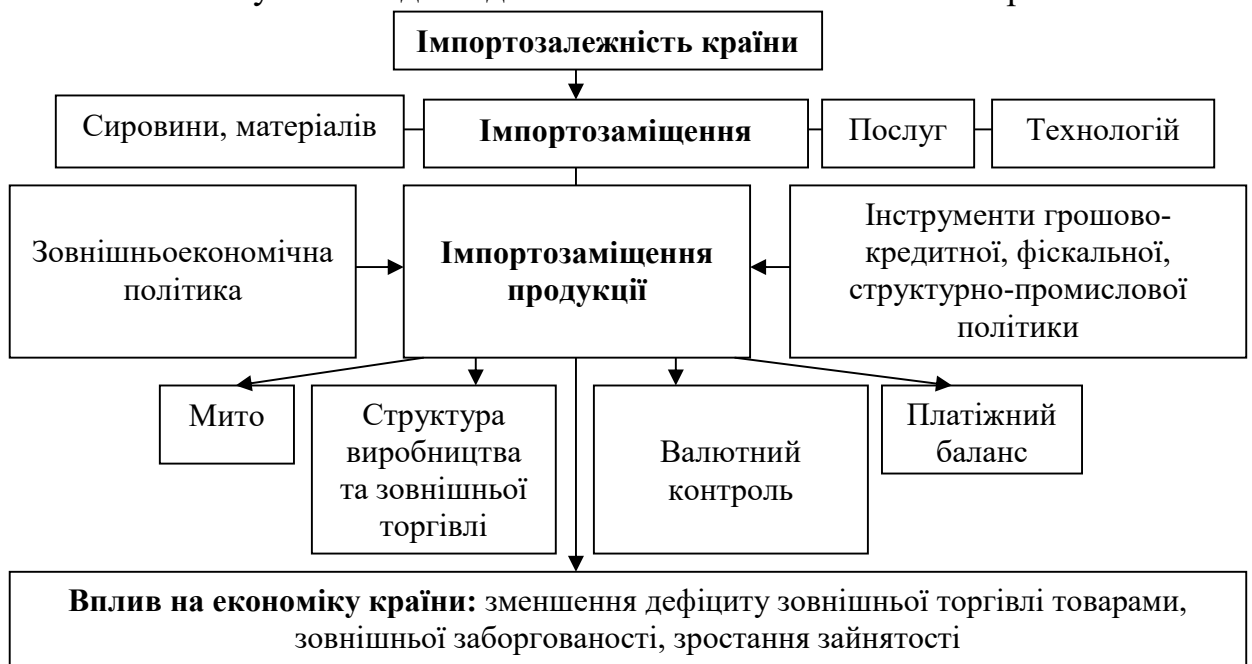 Імпортозалежність країни
Сировини, матеріалів
Імпортозаміщення
Послуг
Технологій
Зовнішньоекономічна
політика
Імпортозаміщення
продукції
Інструменти грошово-
кредитної, фіскальної,
структурно-промислової
політики
Мито
Структура
виробництва
та зовнішньої
торгівлі
Валютний
контроль
Платіжний
баланс
Вплив на економіку країни: зменшення дефіциту зовнішньої торгівлі товарами,
зовнішньої заборгованості, зростання зайнятості